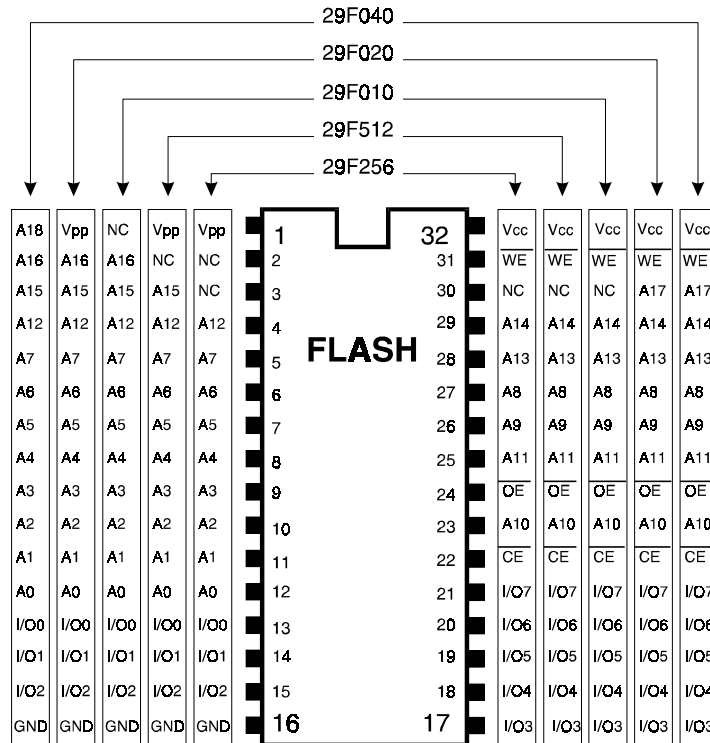 29F040
29F020
29F010
29F512
29F256
A18 Vpp NC Vpp Vpp 1 32 Vcc Vcc Vcc Vcc Vcc
A16 A16 A16 NC NC 2 31 WE WE WE WE WE
A15 A15 A15 A15 NC 3 30 NC NC NC A17 A17
A12 A12 A12 A12 A12 4 29 A14 A14 A14 A14 A14
FLASH
A7 A7 A7 A7 A7 5 28 A13 A13 A13 A13 A13
A6 A6 A6 A6 A6 6 27 A8 A8 A8 A8 A8
A5 A5 A5 A5 A5 7 26 A9 A9 A9 A9 A9
A4 A4 A4 A4 A4 8 25 A11 A11 A11 A11 A11
A3 A3 A3 A3 A3 9 24 OE OE OE OE OE
A2 A2 A2 A2 A2 10 23 A10 A10 A10 A10 A10
A1 A1 A1 A1 A1 11 22 CE CE CE CE CE
A0 A0 A0 A0 A0 12 21 I/O7 I/O7 I/O7 I/O7 I/O7
I/O0 I/O0 I/O0 I/O0 I/O0 13 20 I/O6 I/O6 I/O6 I/O6 I/O6
I/O1 I/O1 I/O1 I/O1 I/O1 14 19 I/O5 I/O5 I/O5 I/O5 I/O5
I/O2 I/O2 I/O2 I/O2 I/O2 15 18 I/O4 I/O4 I/O4 I/O4 I/O4
GND GND GND GND GND 16 17 I/O3 I/O3 I/O3 I/O3 I/O3